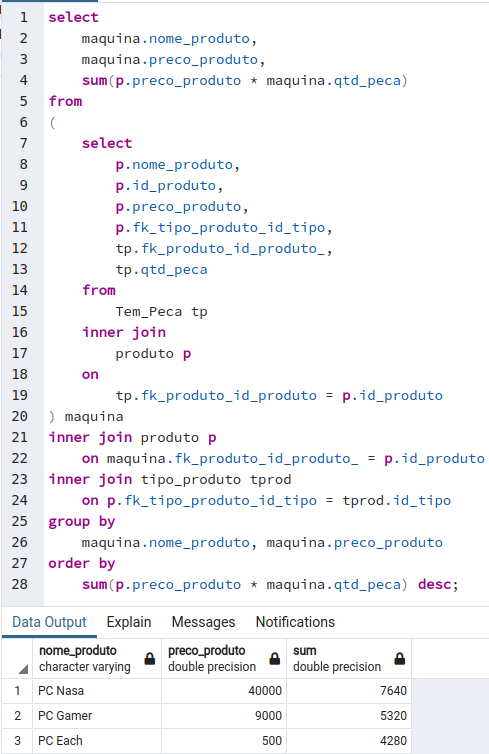 1 select
2 maquina.nome_produto,
3 maquina.preco_produto,
4 sum(p.preco_produto * maquina.qtd_peca)
5 from
6 (
7 select
8 p.nome_produto,
9 p.id_produto,
10 p.preco_produto,
11 p.fk_tipo_produto_id_tipo,
12 tp.fk_produto_id_produto_,
13 tp.qtd_peca
14 from
15 Tem_Peca tp
16 inner join
17 produto p
18 on
19 tp.fk_produto_id_produto = p.id_produto
20 ) maquina
21 inner join produto p
22 on maquina.fk_produto_id_produto_ = p.id_produto
23 inner join tipo_produto tprod
24 on p.fk_tipo_produto_id_tipo = tprod.id_tipo
25 group by
26 maquina.nome_produto, maquina.preco_produto
27 order by
28 sum(p.preco_produto * maquina.qtd_peca) desc;
Data Output Explain Messages Notifications
nome_produto preco_produto sum
character varying double precision double precision
1 PC Nasa 40000 7640
2 PC Gamer 9000 5320
3 PC Each 500 4280